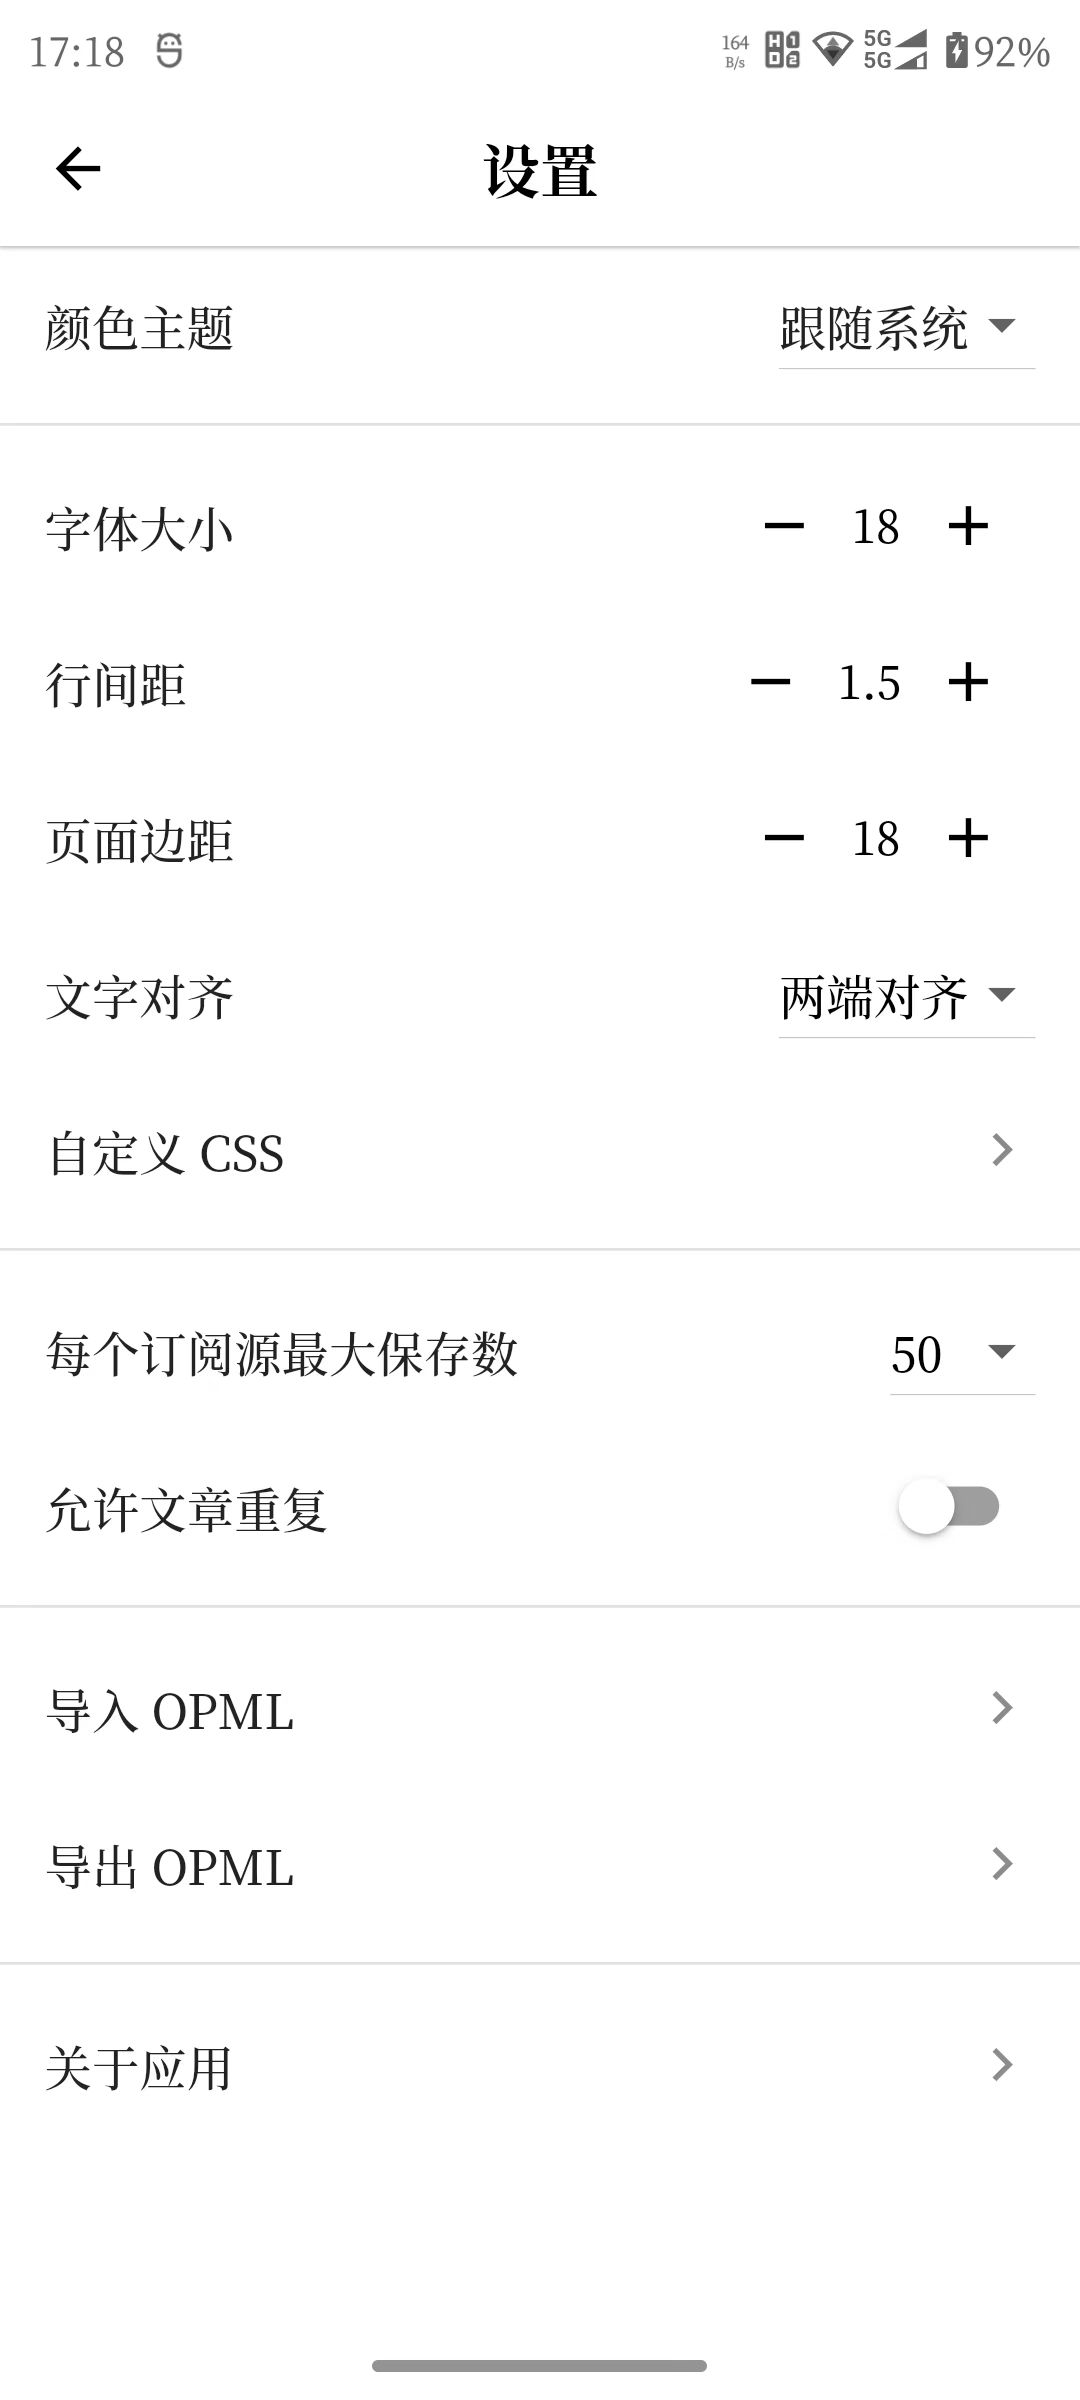 17:18 164 B/s HD 1 2 5G 5G 92%
设置
颜色主题 跟随系统
字体大小 18
行间距 1.5
页面边距 18
文字对齐 两端对齐
自定义 CSS
每个订阅源最大保存数 50
允许文章重复
导入 OPML
导出 OPML
关于应用